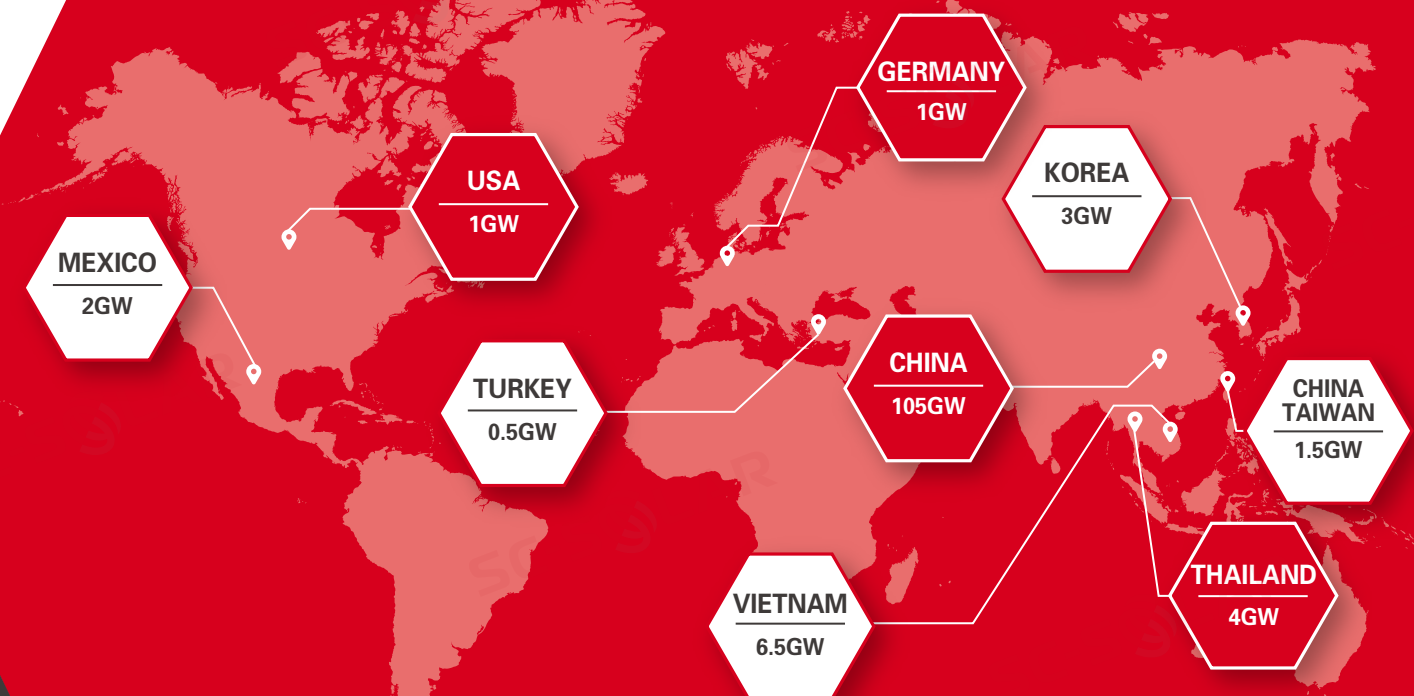 GERMANY
1GW
KOREA
3GW
USA
1GW
MEXICO
2GW
TURKEY
0.5GW
CHINA
105GW
CHINA
TAIWAN
1.5GW
THAILAND
4GW
VIETNAM
6.5GW